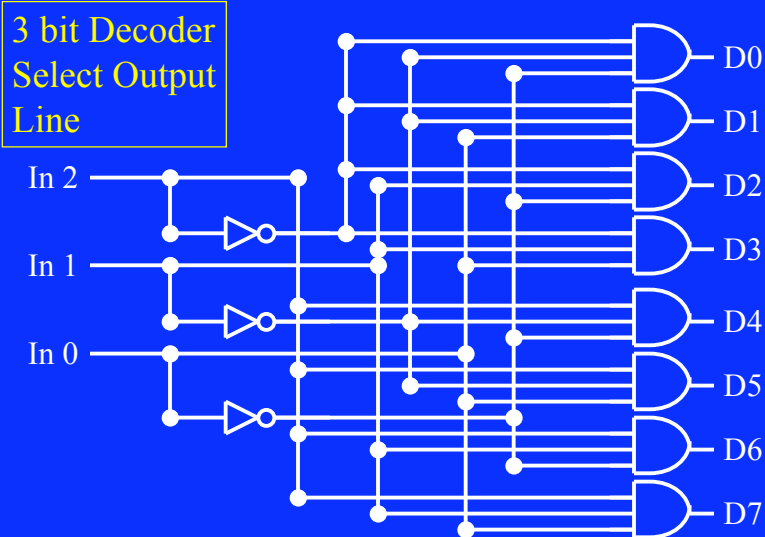 3 bit Decoder
Select Output
Line
In 2
In 1
In 0
D0
D1
D2
D3
D4
D5
D6
D7